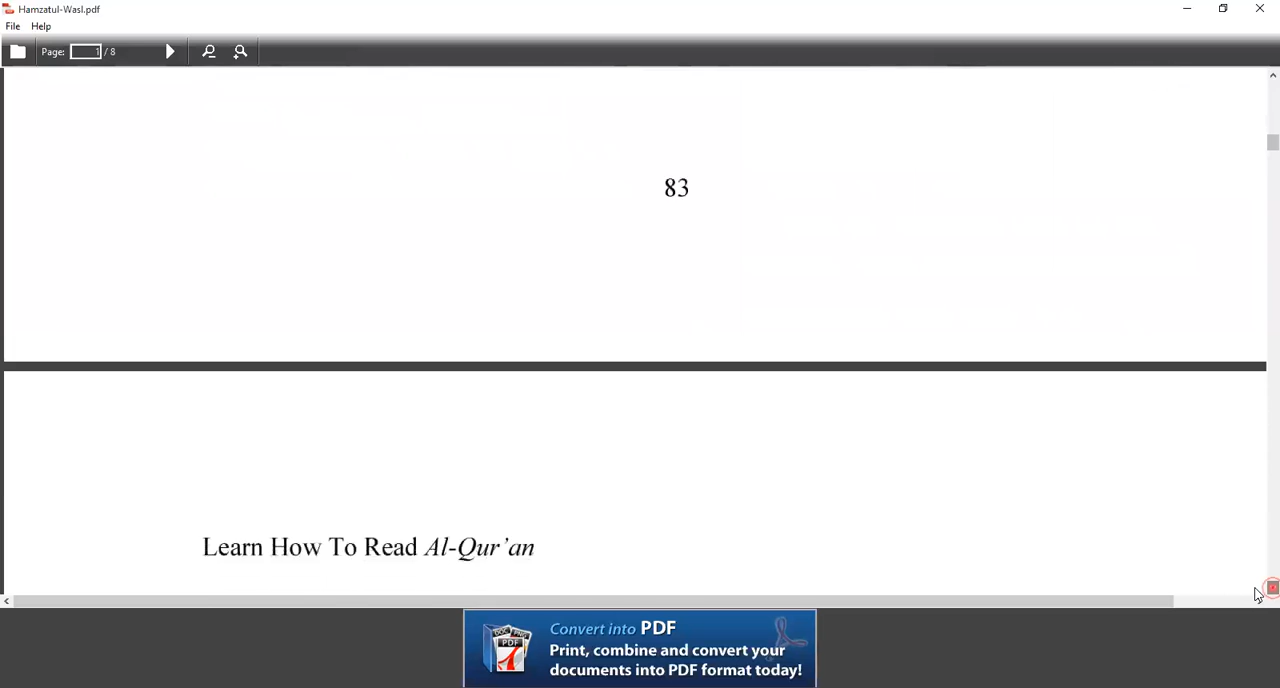 Hamzatul-Wasl.pdf
File Help
Page: 1 / 8
83
Learn How To Read Al-Qur’an
Convert into PDF
Print, combine and convert your
documents into PDF format today!